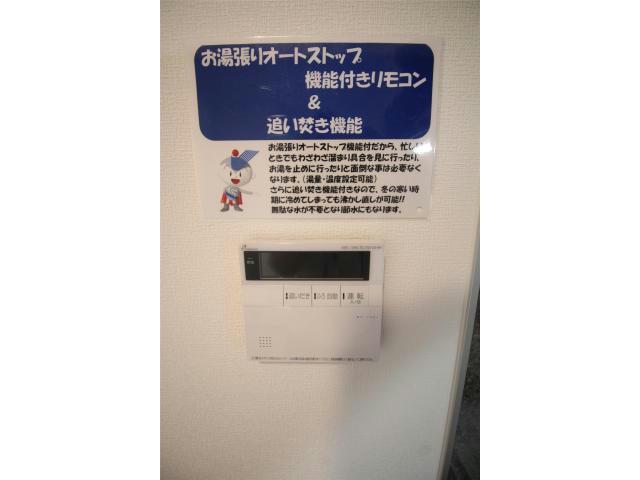 お湯張りオートストップ
機能付きリモコン
&
追い焚き機能
お湯張りオートストップ機能付だから、忙しい
ときでもわざわざ溜まり具合を見に行ったり、
お湯を止めに行ったりと面倒な事は必要なく
なります。(湯量・温度設定可能)
さらに追い焚き機能付きなので、冬の寒い時
期に冷めてしまっても沸かし直しが可能!!
無駄な水が不要となり節水にもなります。
追いだき ふろ自動 運転
入/切